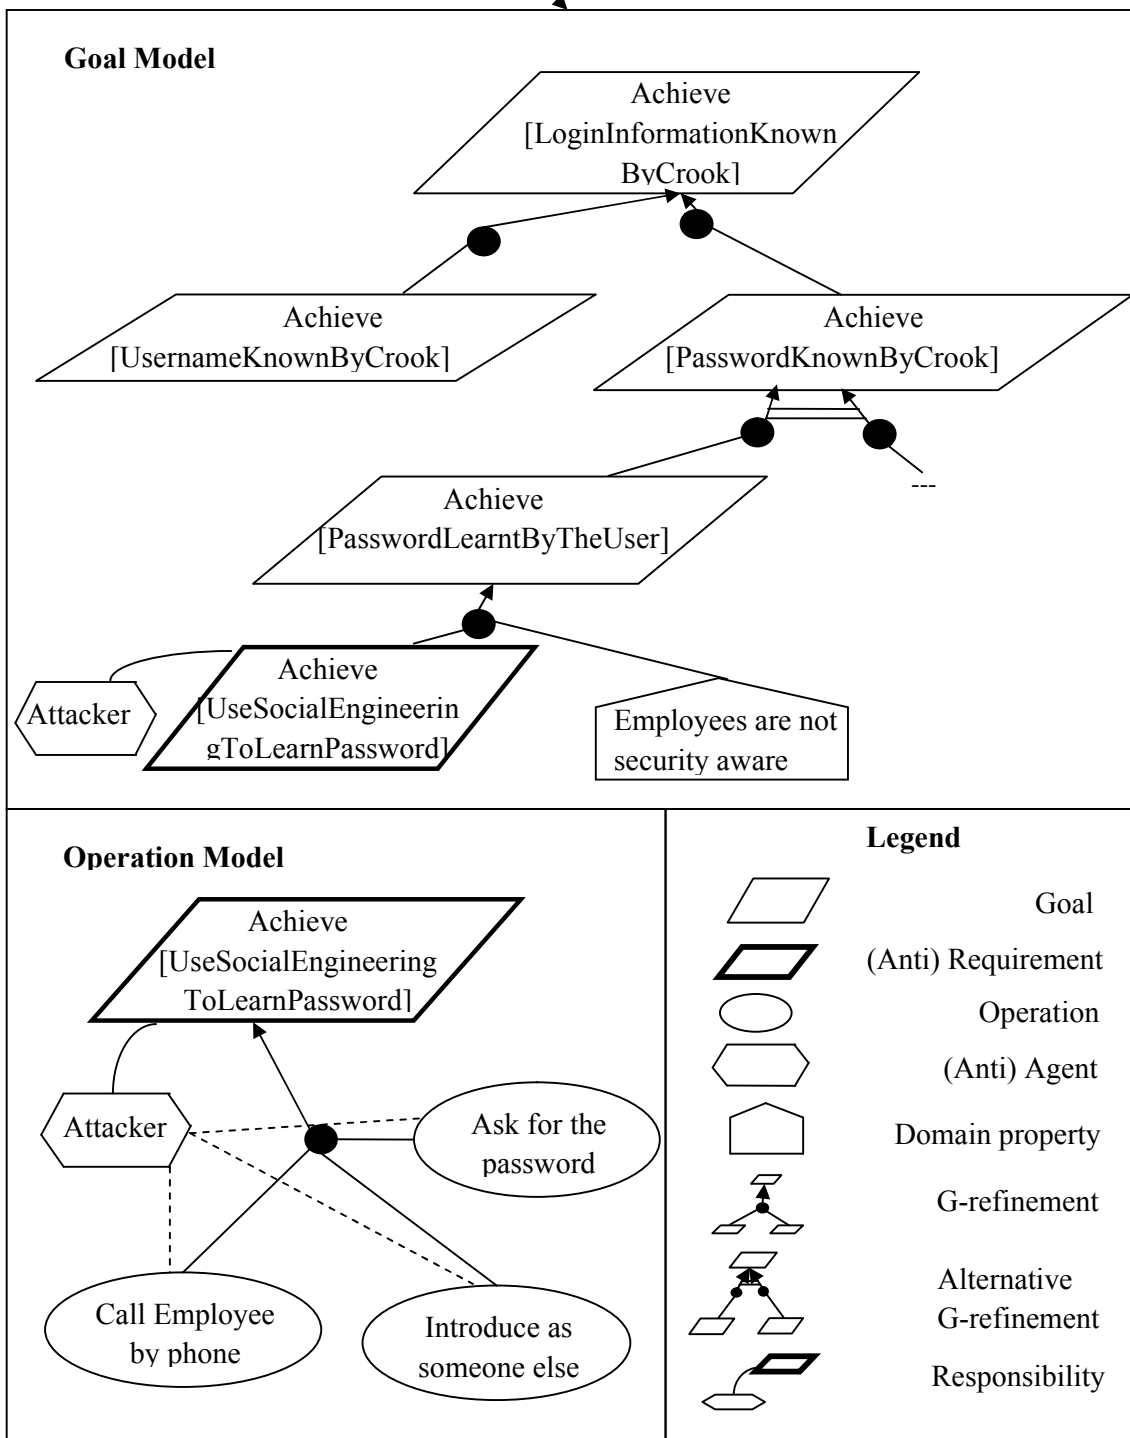 Goal Model
Achieve
[LoginInformationKnown
ByCrook]
Achieve
[UsernameKnownByCrook]
Achieve
[PasswordKnownByCrook]
---
Achieve
[PasswordLearntByTheUser]
Achieve
[UseSocialEngineerin
gToLearnPassword]
Attacker
Employees are not
security aware
Operation Model
Achieve
[UseSocialEngineering
ToLearnPassword]
Attacker
Ask for the
password
Call Employee
by phone
Introduce as
someone else
Legend
Goal
(Anti) Requirement
Operation
(Anti) Agent
Domain property
G-refinement
Alternative
G-refinement
Responsibility